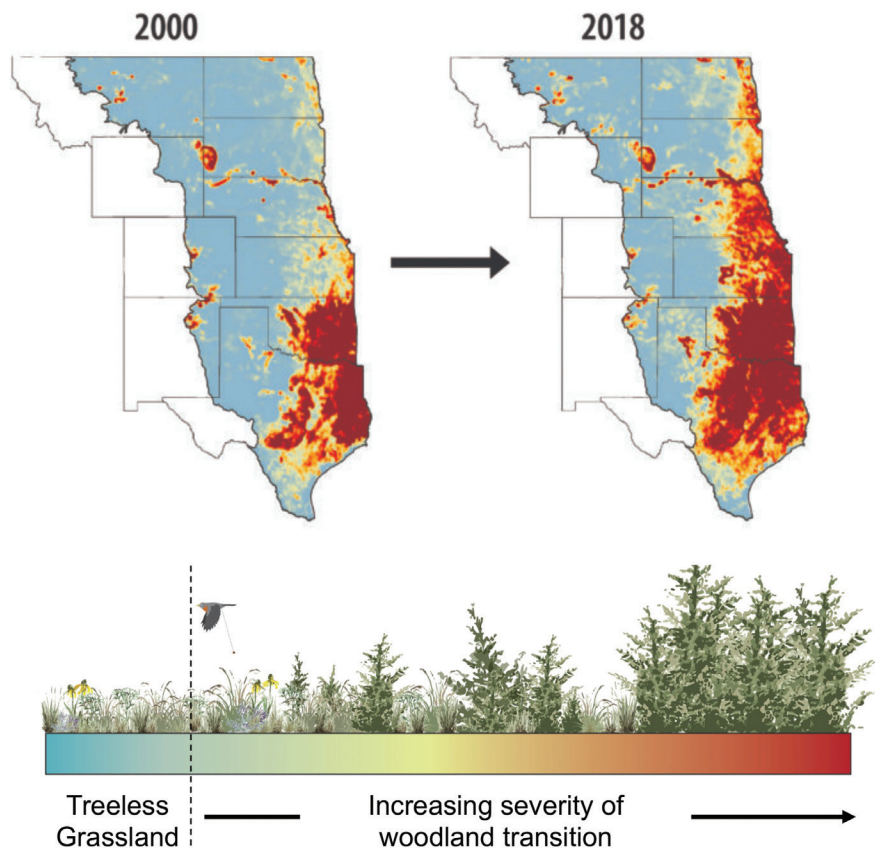 2000
2018
Treeless
Grassland
Increasing severity of
woodland transition